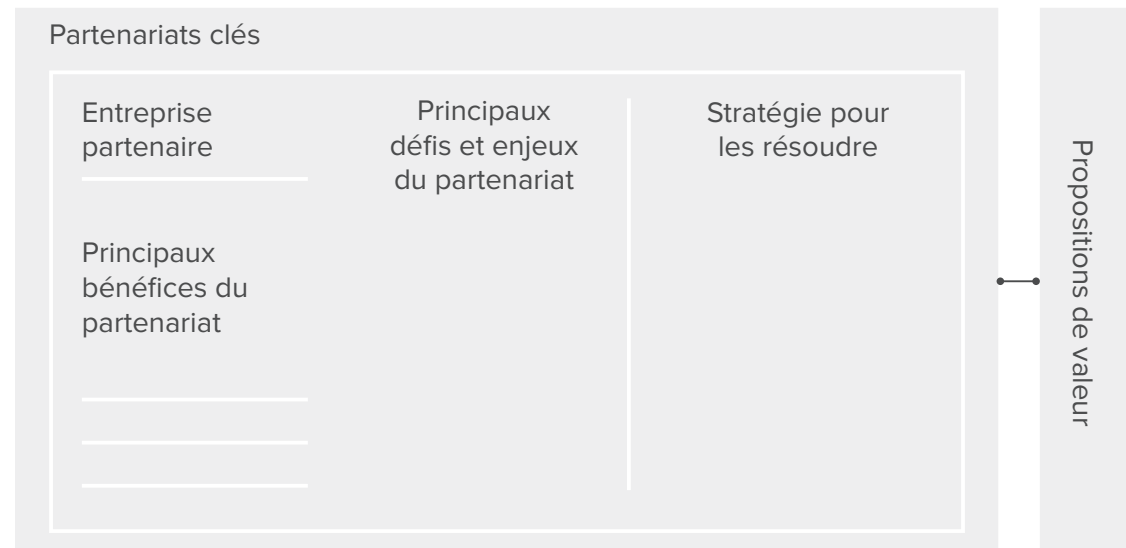 Partenariats clés
Entreprise
partenaire
Principaux
bénéfices du
partenariat
Principaux
défis et enjeux
du partenariat
Stratégie pour
les résoudre
Propositions de valeur